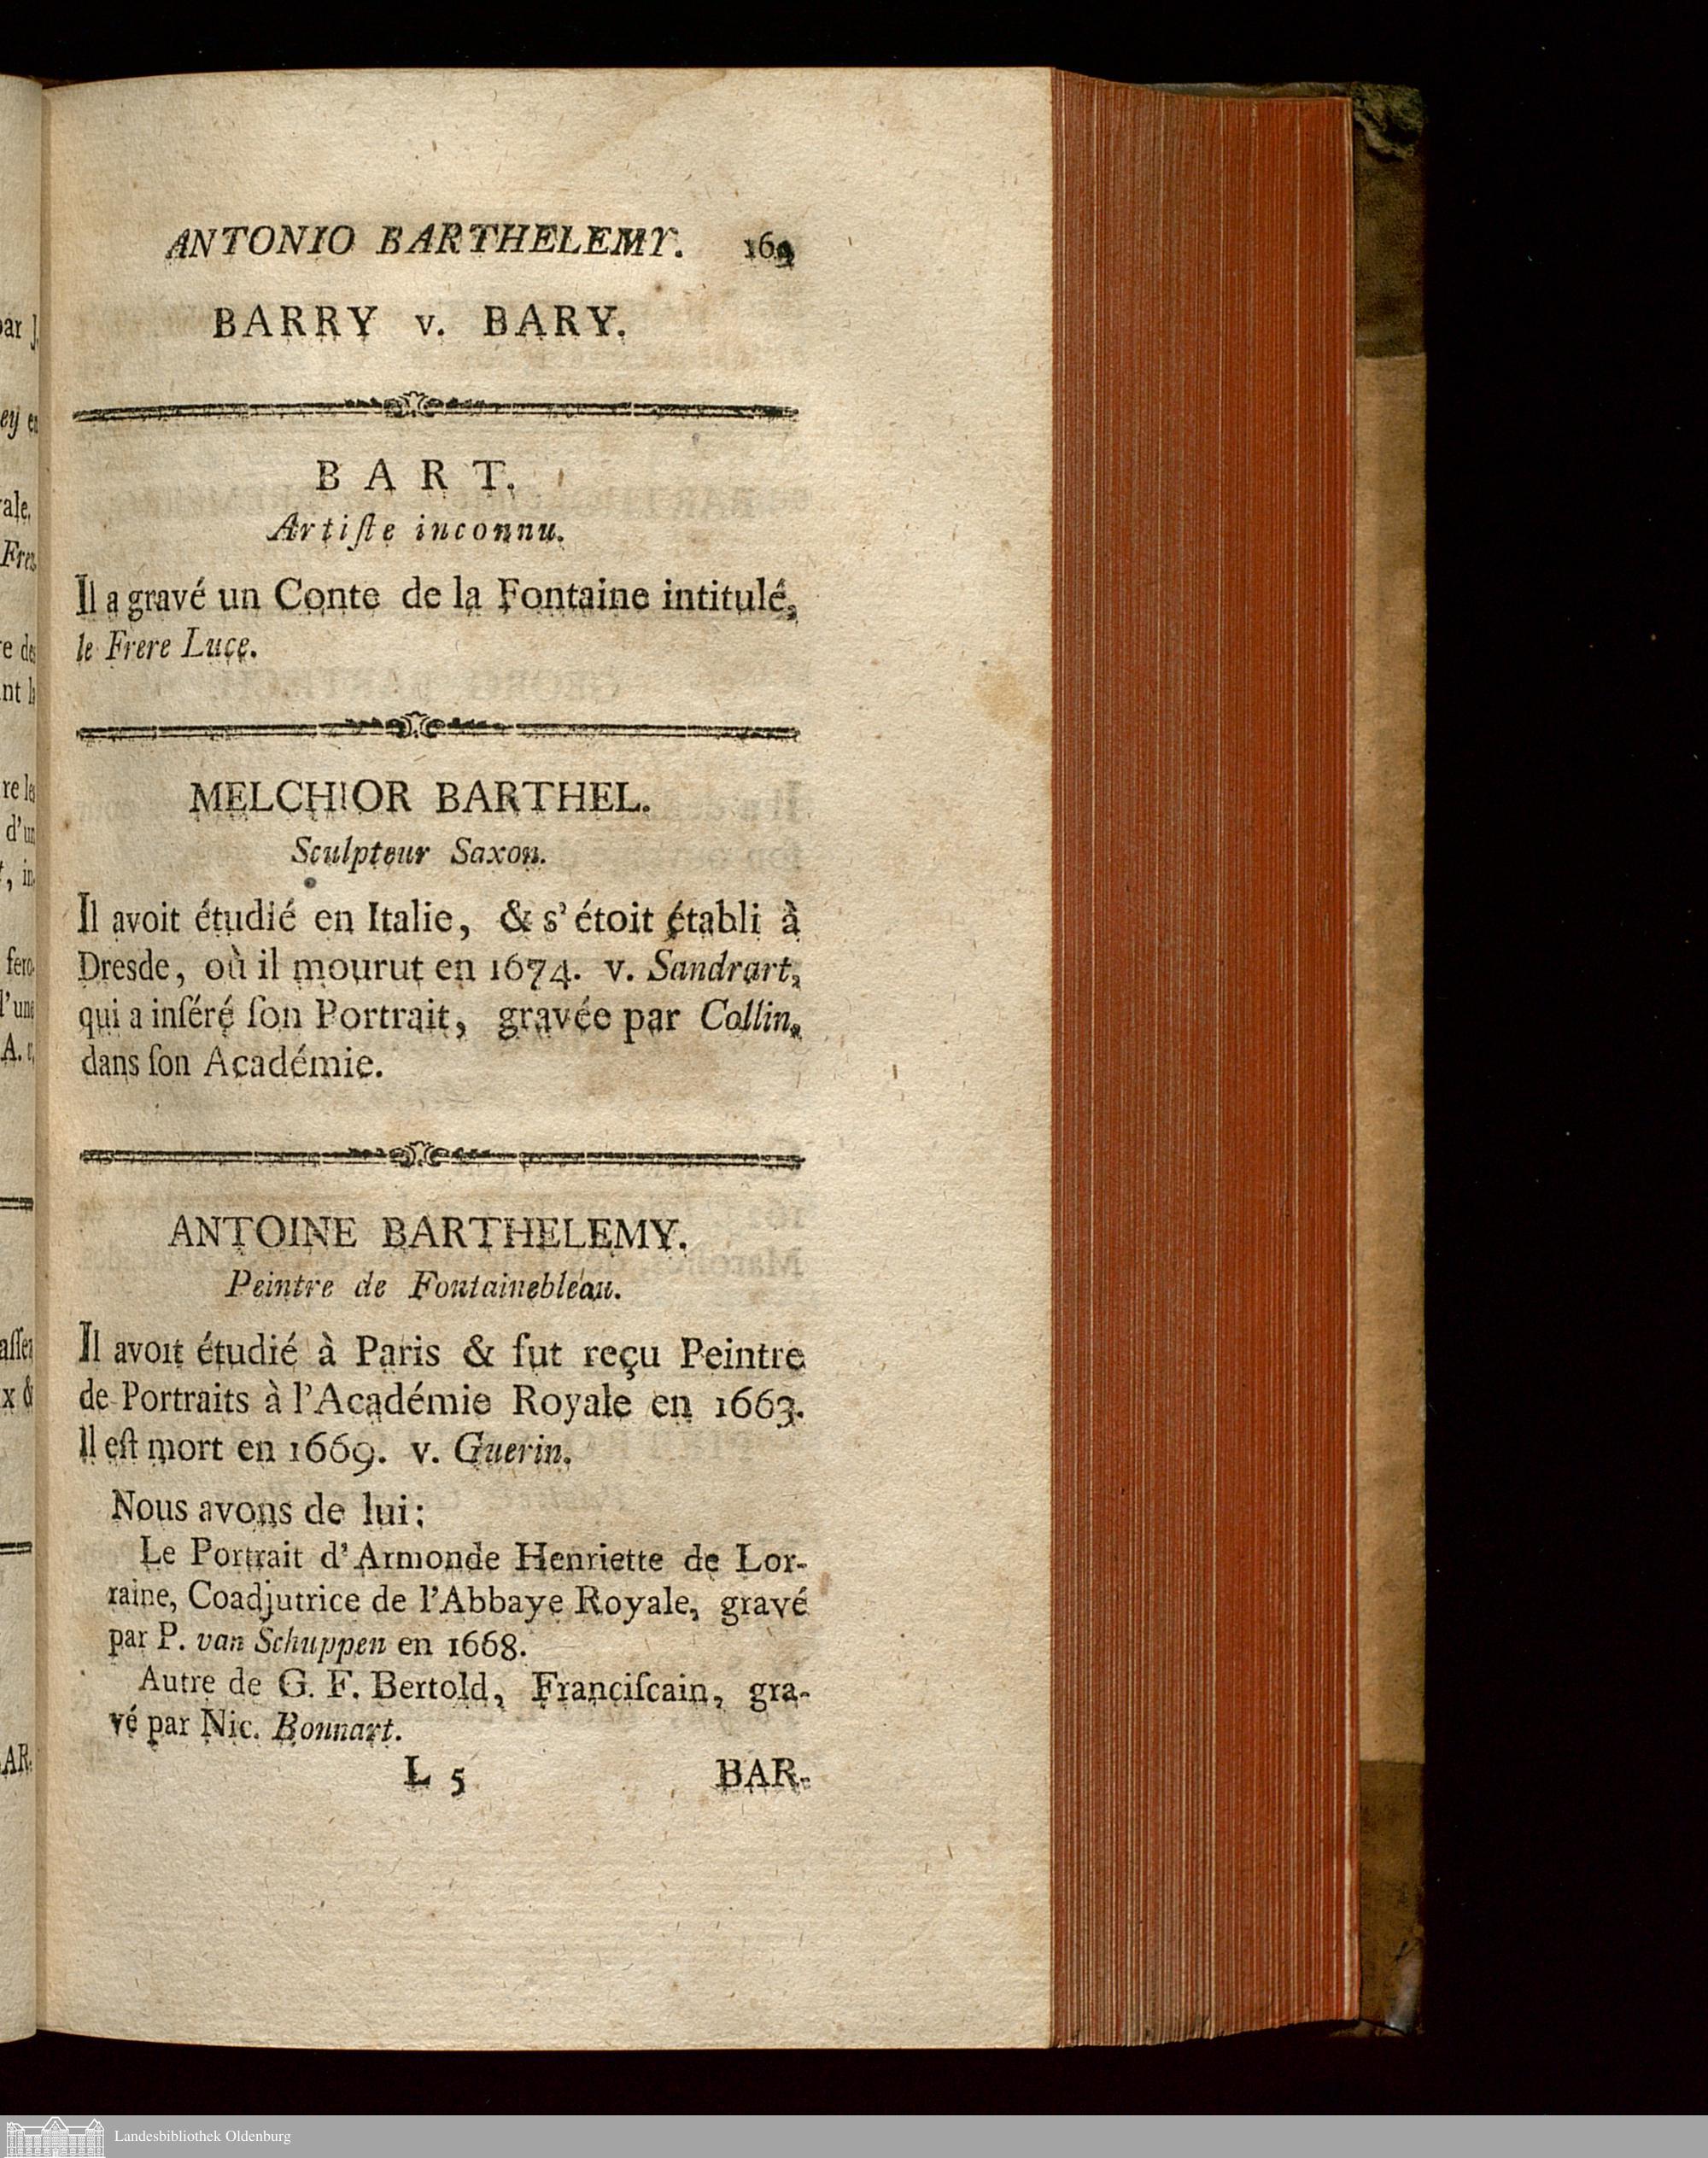 ANTONIO BARTHELEMY. 169
BARRY v. BARY.
BART.
Artiſte inconnu.
Il a gravé un Conte de la Fontaine intitulé,
le Frere Luce.
MELCHIOR BARTHEL.
Sculpteur Saxon.
Il avoit étudié en Italie, & s'étoit établi à
Dresde, où il mourut en 1674. v. Sandrart,
qui a inſéré ſon Portrait, gravée par Collin,
dans ſon Académie.
ANTOINE BARTHELEMY.
Peintre de Fontainebleau.
Il avoit étudié à Paris & fut reçu Peintre
de Portraits à l'Académie Royale en 1663.
Il eſt mort en 1669. v. Guerin.
Nous avons de lui:
Le Portrait d'Armonde Henriette de Lor-
raine, Coadjutrice de l'Abbaye Royale, gravé
par P. van Schuppen en 1668.
Autre de G. F. Bertold, Franciſcain, gra-
vé par Nic. Bonnart.
L 5 BAR-
Landesbibliothek Oldenburg